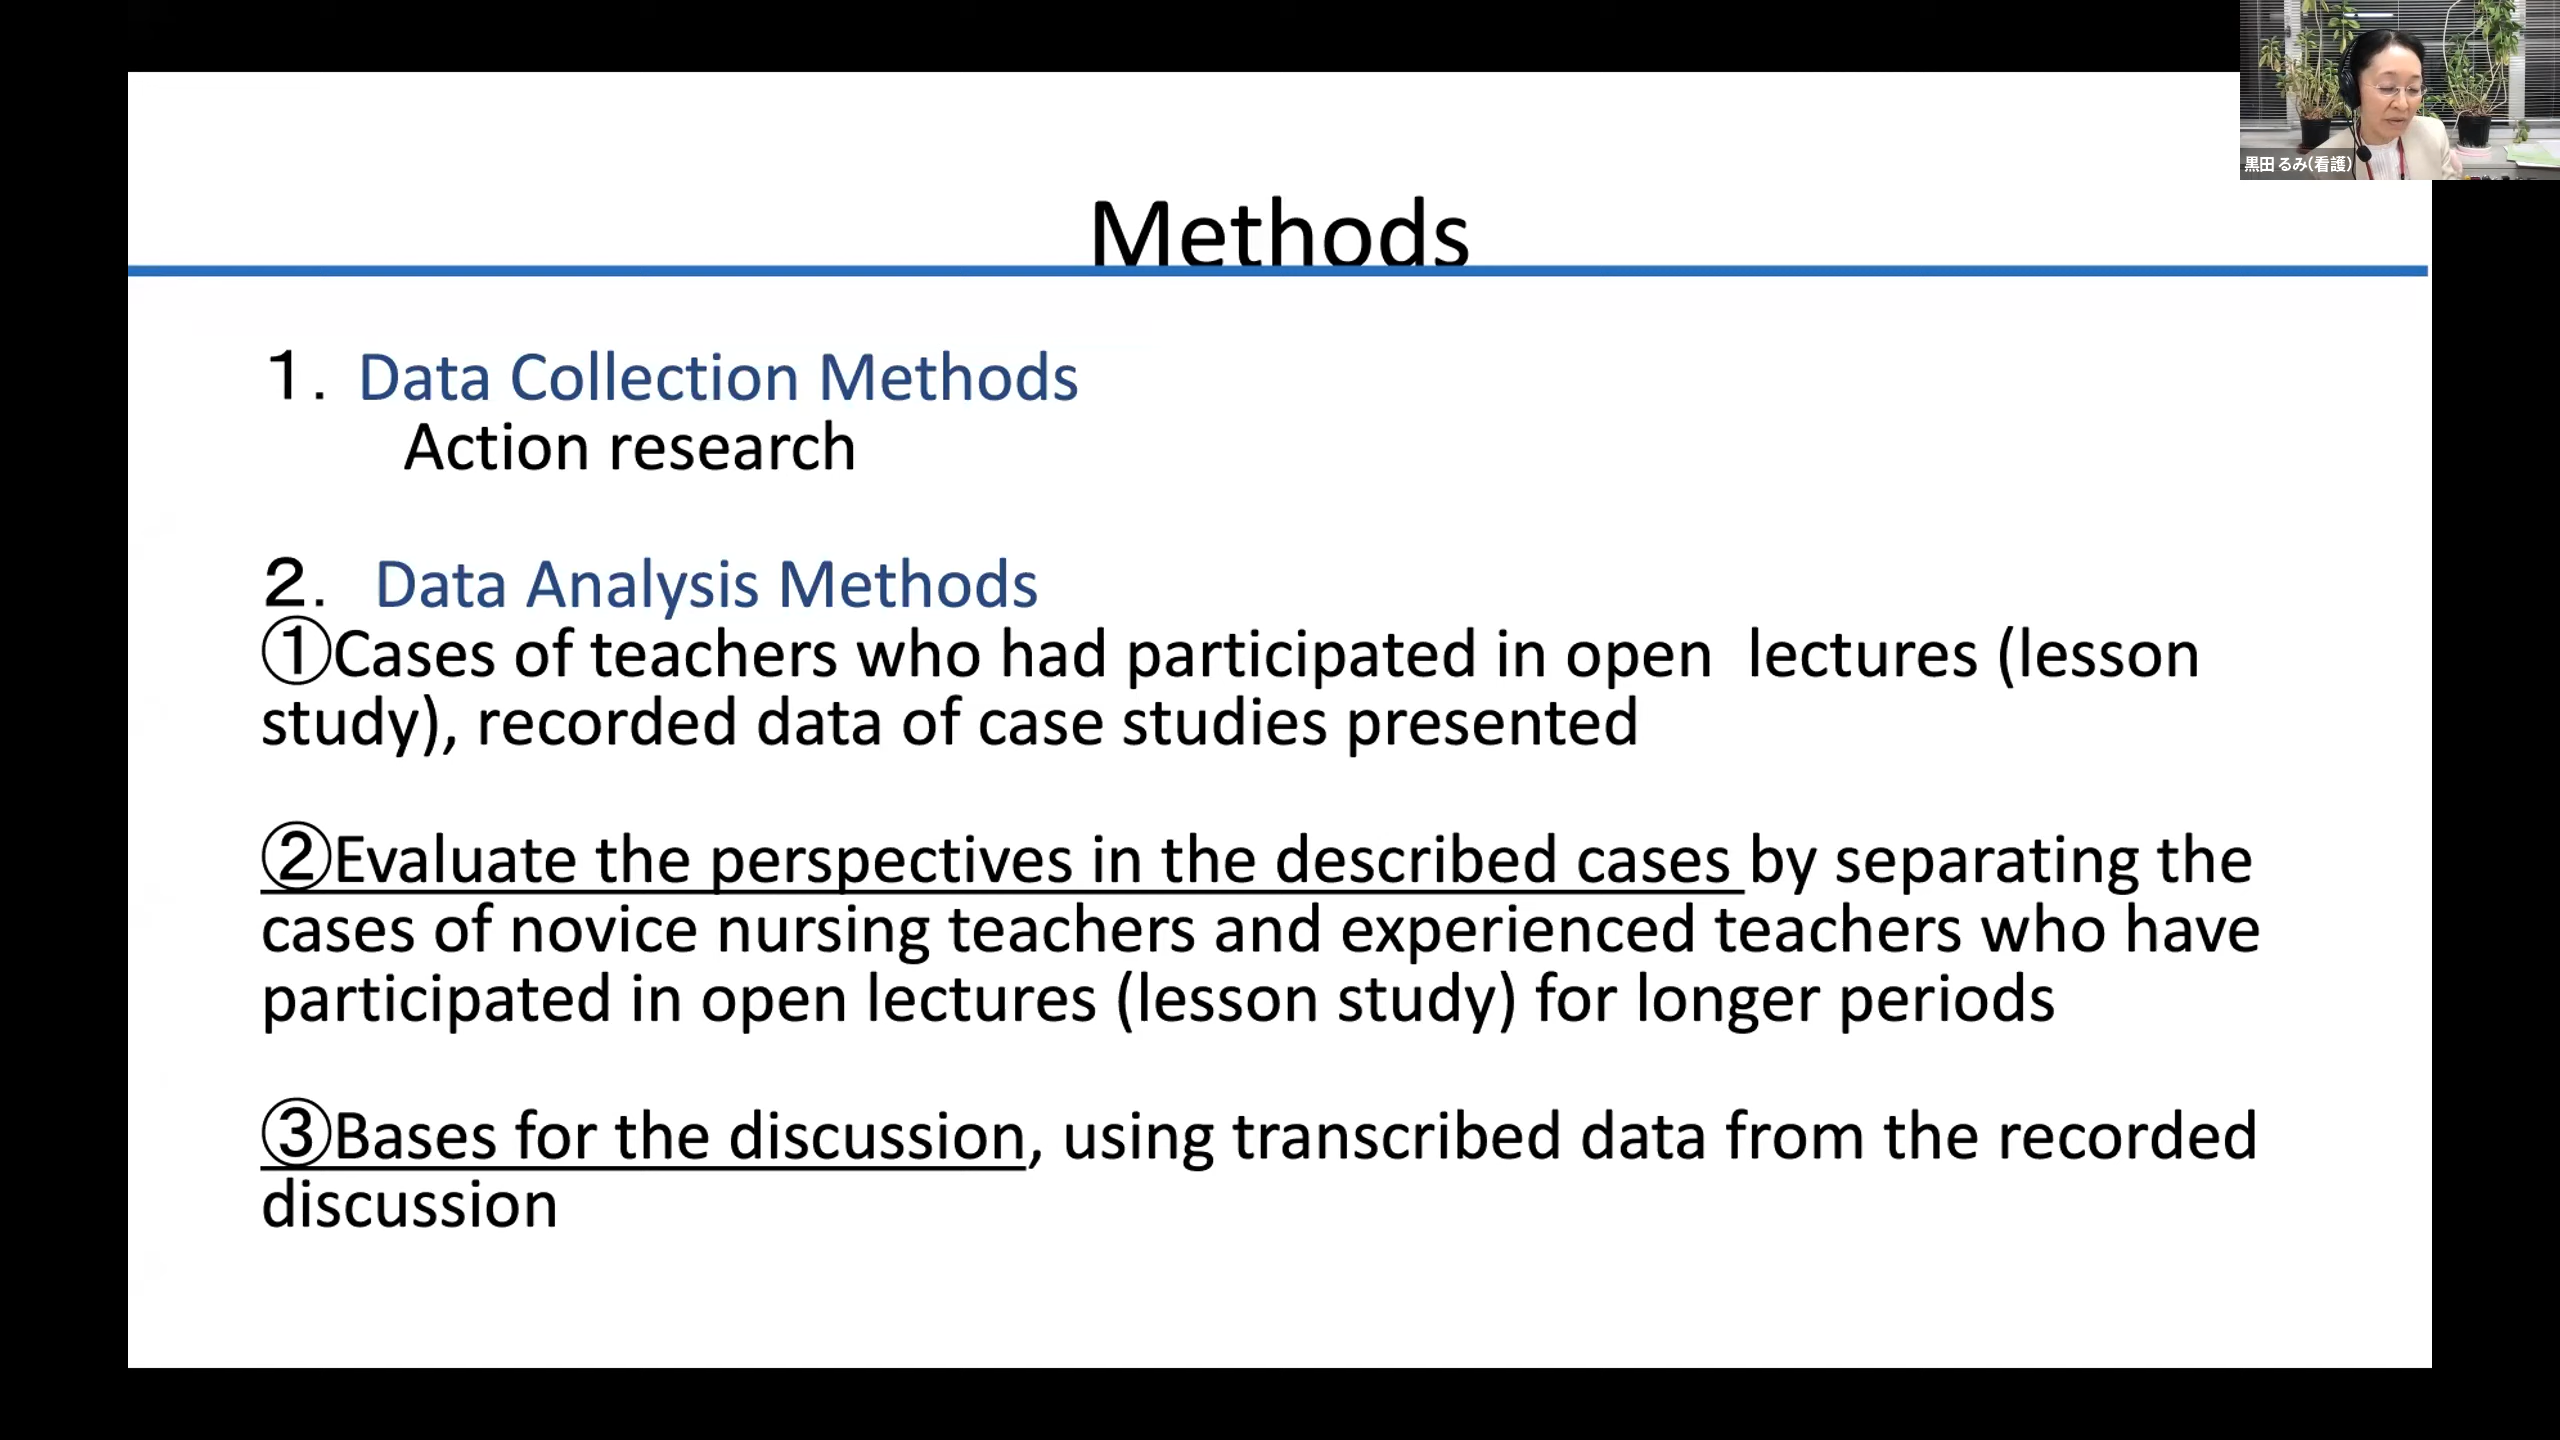 黒田 るみ(看護)
Methods
1. Data Collection Methods
Action research
2. Data Analysis Methods
①Cases of teachers who had participated in open lectures (lesson
study), recorded data of case studies presented
②Evaluate the perspectives in the described cases by separating the
cases of novice nursing teachers and experienced teachers who have
participated in open lectures (lesson study) for longer periods
③Bases for the discussion, using transcribed data from the recorded
discussion